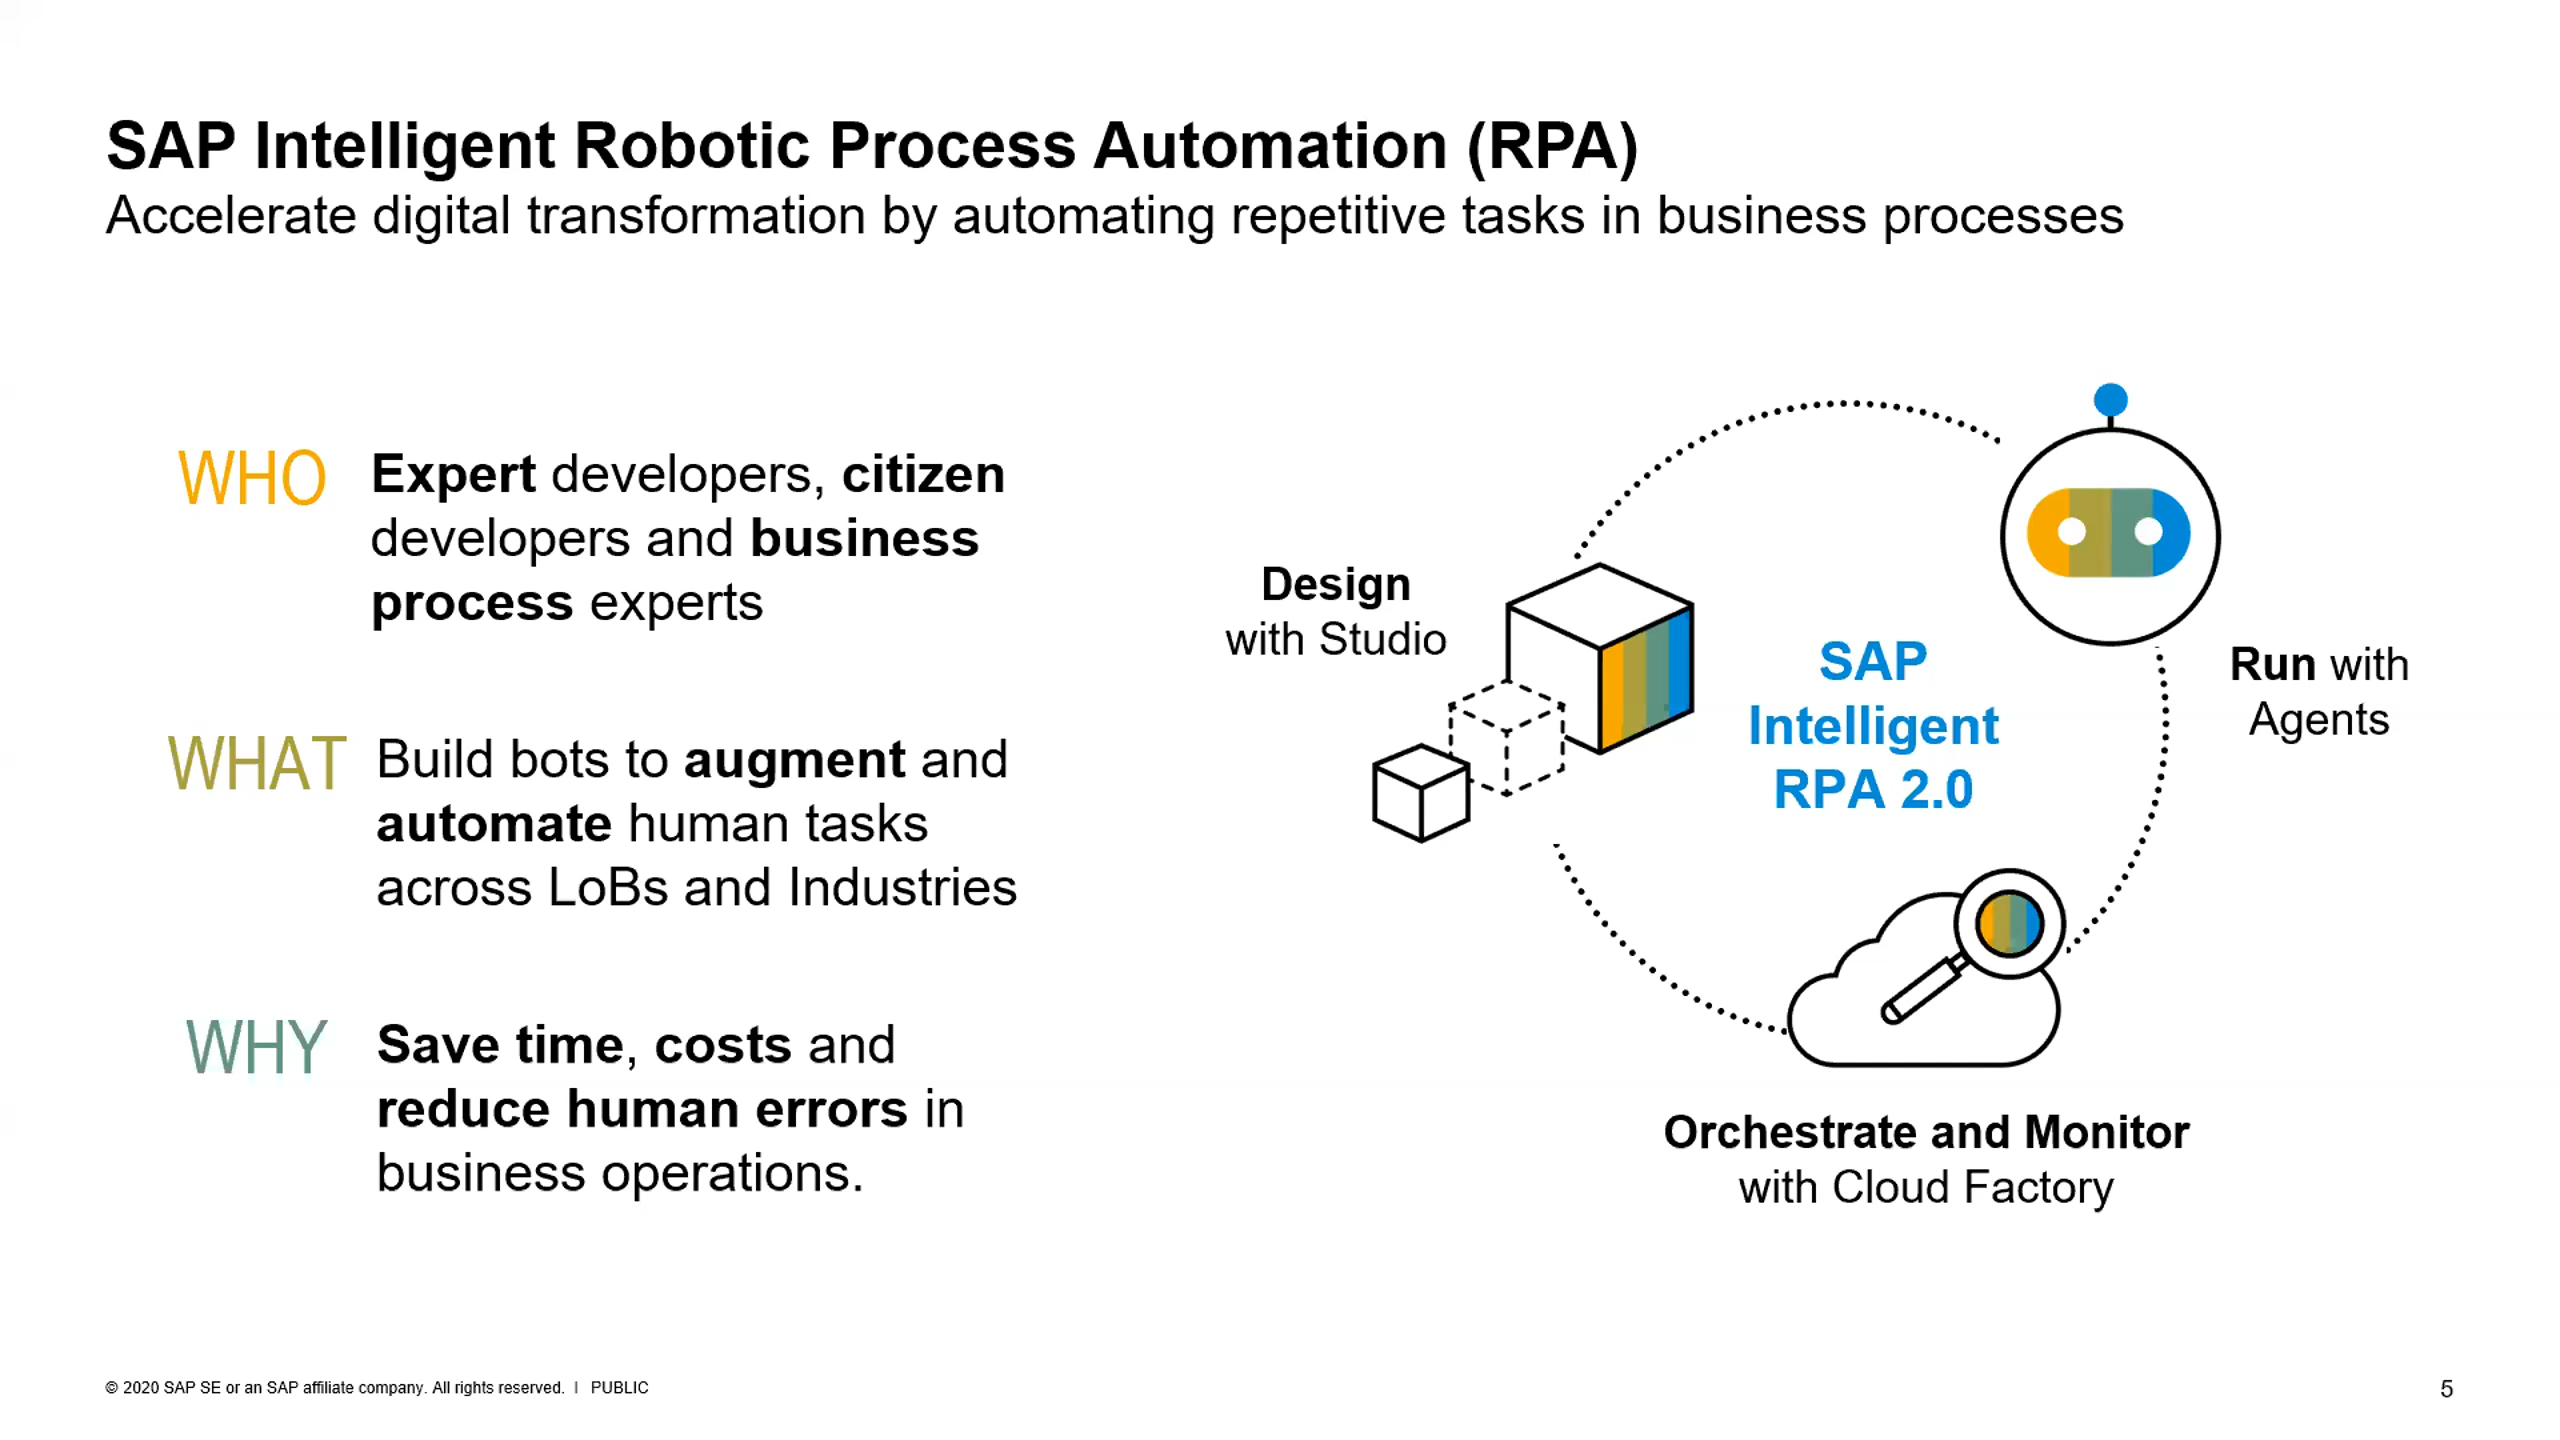 SAP Intelligent Robotic Process Automation (RPA)
Accelerate digital transformation by automating repetitive tasks in business processes
WHO
Expert developers, citizen
developers and business
process experts
WHAT
Build bots to augment and
automate human tasks
across LoBs and Industries
WHY
Save time, costs and
reduce human errors in
business operations.
Design
with Studio
SAP
Intelligent
RPA 2.0
Run with
Agents
Orchestrate and Monitor
with Cloud Factory
© 2020 SAP SE or an SAP affiliate company. All rights reserved. | PUBLIC
5